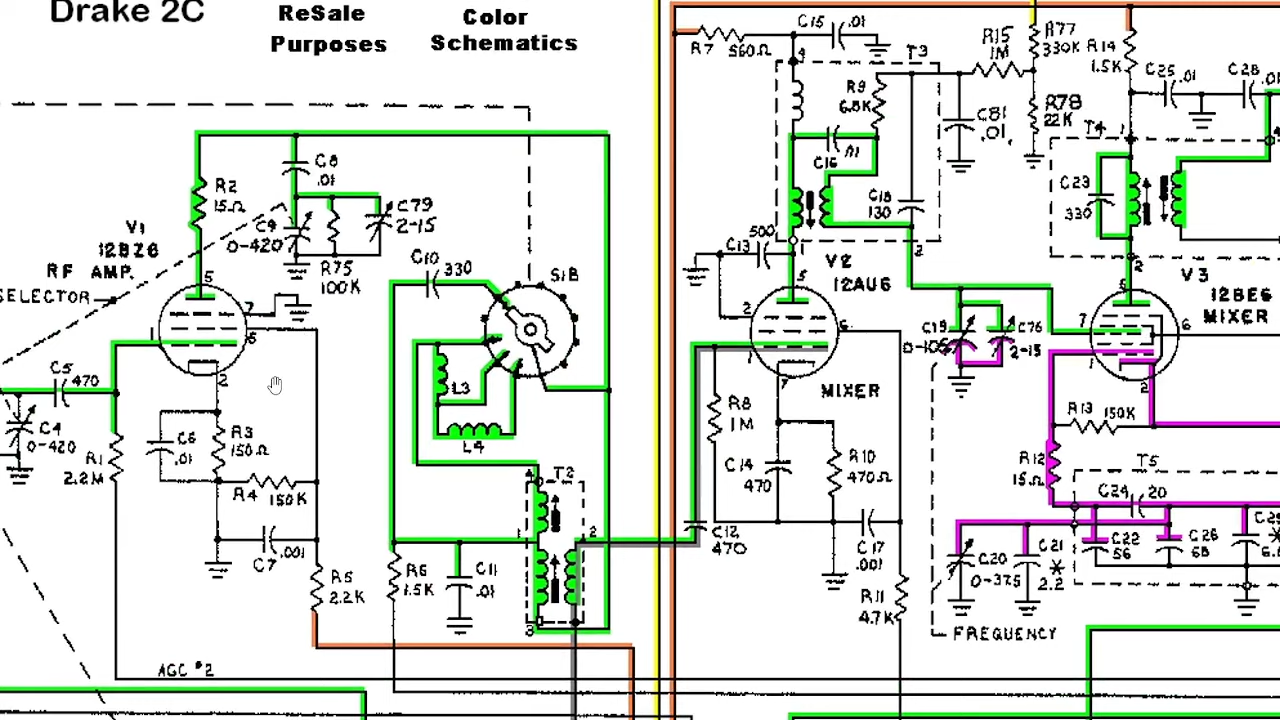 Drake 2C
ReSale
Purposes
Color
Schematics
R7 560Ω
C15 .01
T3
R15
1M
R77
330K
R14
1.5K
C25 .01
C28 .01
R9
6.8K
C81
.01
R78
22K
T4
C16
.01
C18
130
C23
330
C8
.01
R2
15Ω
C9
0-420
C79
2-15
R75
100K
V1
12BZ6
RF AMP.
SELECTOR
C10 330
S1B
C13 500
V2
12AU6
MIXER
C19
0-105
C76
2-15
V3
12BE6
MIXER
C5
470
C4
0-420
R1
2.2M
C6
.01
R3
150Ω
R4 150K
C7 .001
R5
2.2K
L3
L4
T2
R6
1.5K
C11
.01
C12
470
R8
1M
C14
470
R10
470Ω
C17
.001
R11
4.7K
R13 150K
R12
15Ω
T5
C24 20
C22
56
C26
68
C20
0-375
C21
*
2.2
FREQUENCY
AGC #2